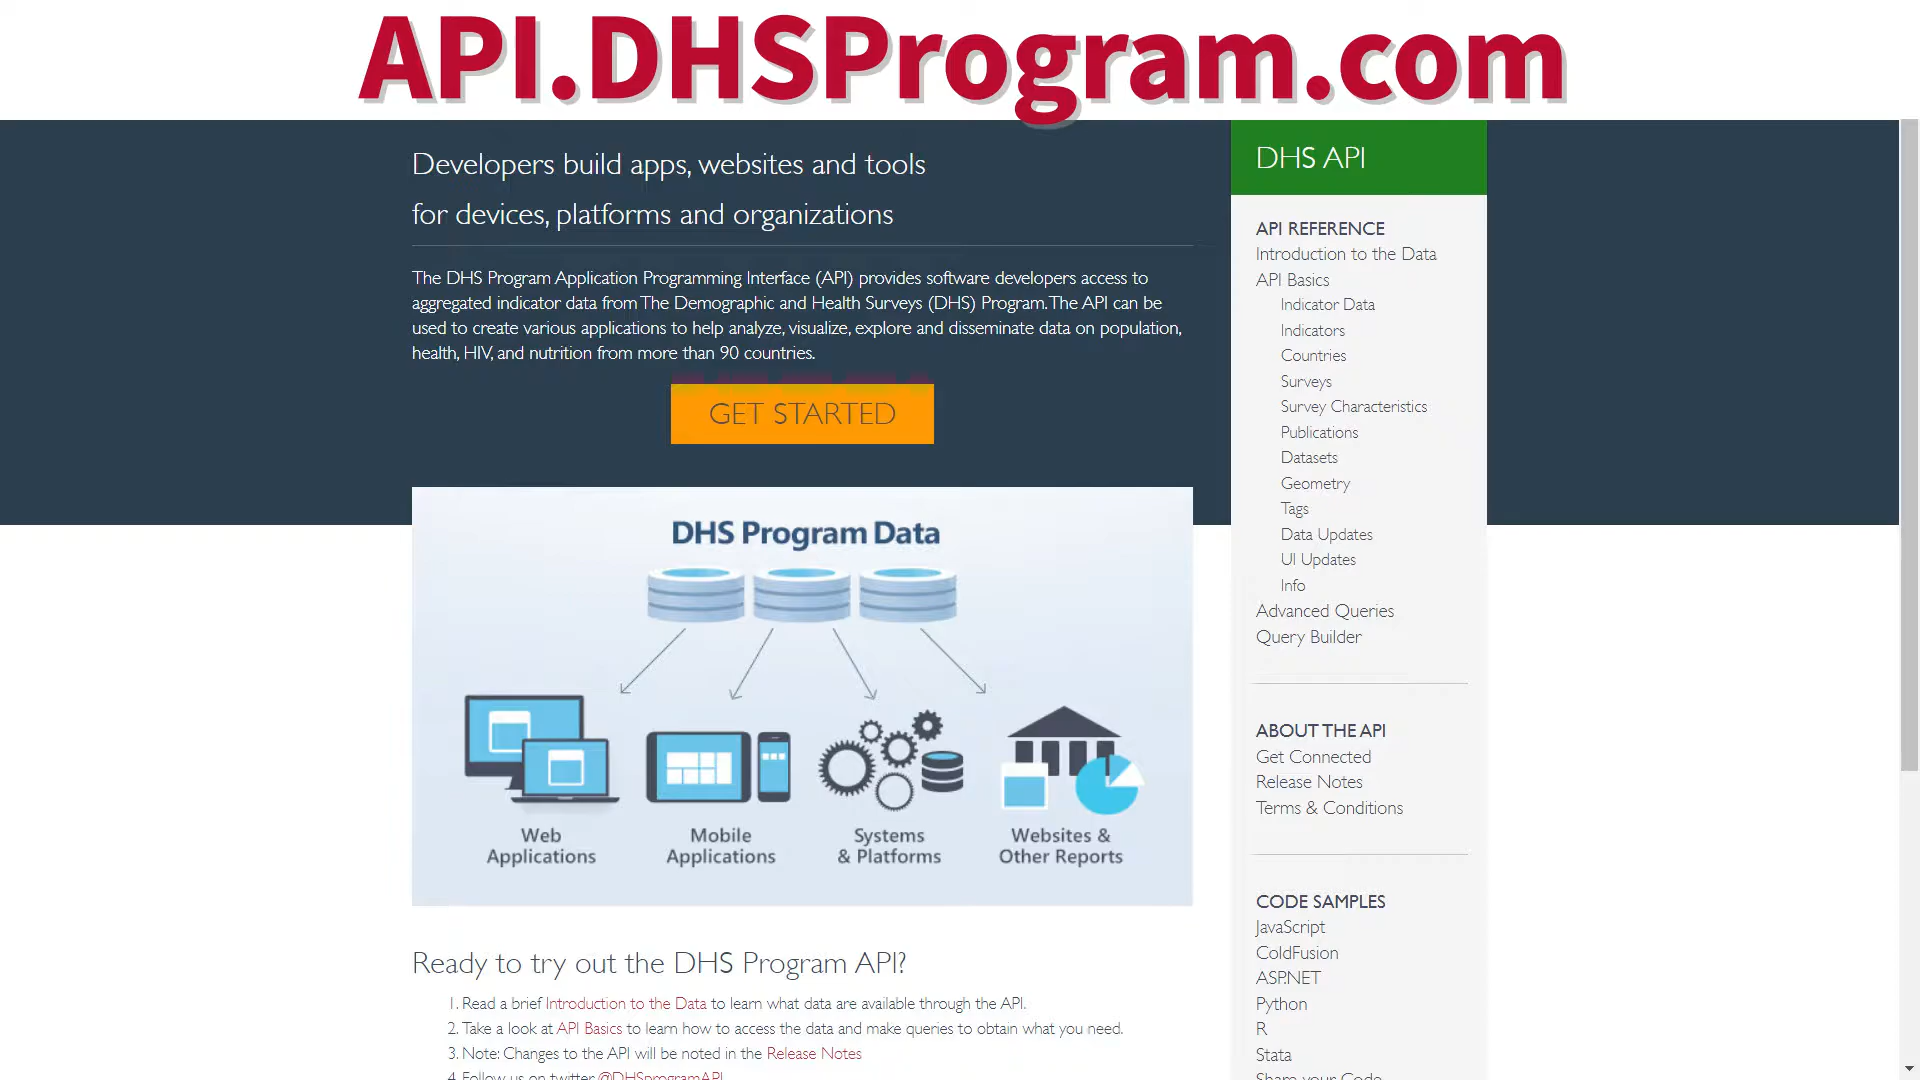 API.DHSProgram.com
Developers build apps, websites and tools
for devices, platforms and organizations
The DHS Program Application Programming Interface (API) provides software developers access to
aggregated indicator data from The Demographic and Health Surveys (DHS) Program. The API can be
used to create various applications to help analyze, visualize, explore and disseminate data on population,
health, HIV, and nutrition from more than 90 countries.
GET STARTED
DHS Program Data
Web
Applications
Mobile
Applications
Systems
& Platforms
Websites &
Other Reports
Ready to try out the DHS Program API?
1. Read a brief Introduction to the Data to learn what data are available through the API.
2. Take a look at API Basics to learn how to access the data and make queries to obtain what you need.
3. Note: Changes to the API will be noted in the Release Notes
4. Follow us on twitter @DHSprogramAPI
DHS API
API REFERENCE
Introduction to the Data
API Basics
Indicator Data
Indicators
Countries
Surveys
Survey Characteristics
Publications
Datasets
Geometry
Tags
Data Updates
UI Updates
Info
Advanced Queries
Query Builder
ABOUT THE API
Get Connected
Release Notes
Terms & Conditions
CODE SAMPLES
JavaScript
ColdFusion
ASP.NET
Python
R
Stata
Share your Code